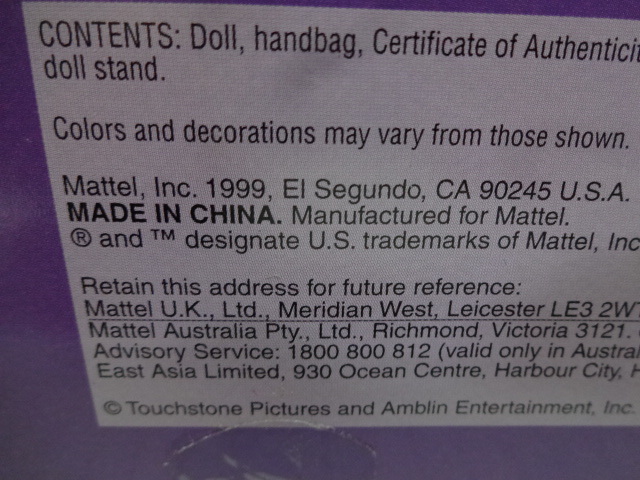 CONTENTS: Doll, handbag, Certificate of Authenticit
doll stand.
Colors and decorations may vary from those shown.
Mattel, Inc. 1999, El Segundo, CA 90245 U.S.A.
MADE IN CHINA. Manufactured for Mattel.
® and ™ designate U.S. trademarks of Mattel, Inc
Retain this address for future reference:
Mattel U.K., Ltd., Meridian West, Leicester LE3 2WT
Mattel Australia Pty., Ltd., Richmond, Victoria 3121.
Advisory Service: 1800 800 812 (valid only in Austral
East Asia Limited, 930 Ocean Centre, Harbour City, H
© Touchstone Pictures and Amblin Entertainment, Inc.